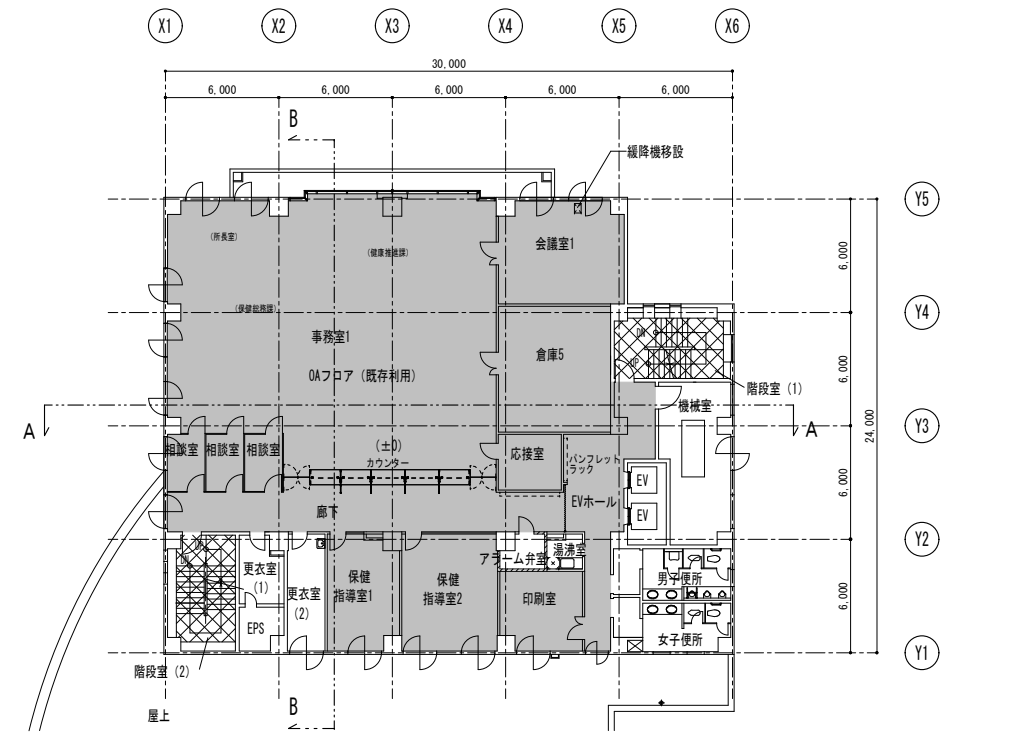 X1
X2
X3
X4
X5
X6
30,000
6,000
6,000
6,000
6,000
6,000
B
緩降機移設
Y5
(所長室)
(健康推進課)
会議室1
6,000
(保健総務課)
Y4
事務室1
DN
倉庫5
UP
OAフロア (既存利用)
6,000
階段室 (1)
機械室
A
A
Y3
24,000
相談室
相談室
相談室
(±0)
カウンター
応接室
パンフレット
ラック
EV
6,000
EVホール
EV
廊下
Y2
DN
更衣室
(1)
アラーム弁室
湯沸室
男子便所
更衣室
(2)
保健
指導室1
保健
指導室2
印刷室
6,000
EPS
女子便所
Y1
階段室 (2)
屋上
B